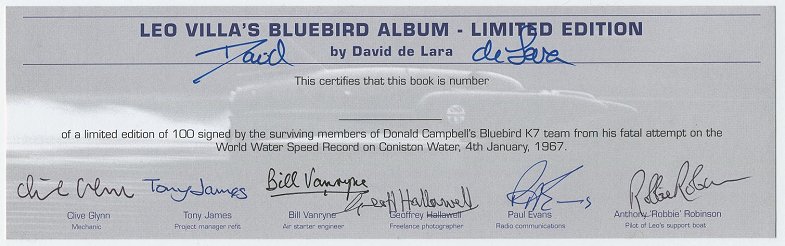 LEO VILLA'S BLUEBIRD ALBUM - LIMITED EDITION
by David de Lara
David de Lara
This certifies that this book is number
of a limited edition of 100 signed by the surviving members of Donald Campbell's Bluebird K7 team from his fatal attempt on the
World Water Speed Record on Coniston Water, 4th January, 1967.
Clive Glynn Tony James Bill Vanryne Geoff Hallawell Robbie Robinson
Clive Glynn Tony James Bill Vanryne Geoffrey Hallawell Paul Evans Anthony 'Robbie' Robinson
Mechanic Project manager refit Air starter engineer Freelance photographer Radio communications Pilot of Leo's support boat